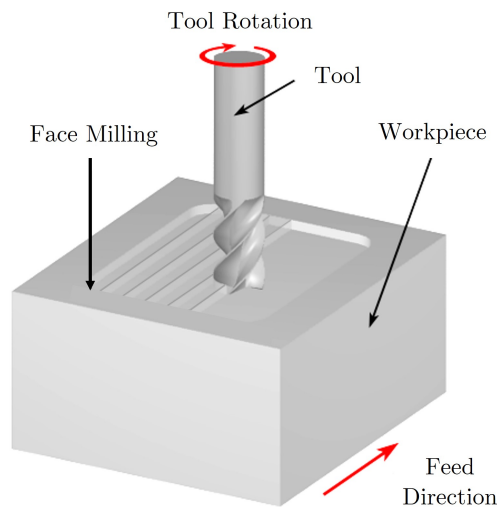 Tool Rotation
Tool
Face Milling
Workpiece
Feed
Direction